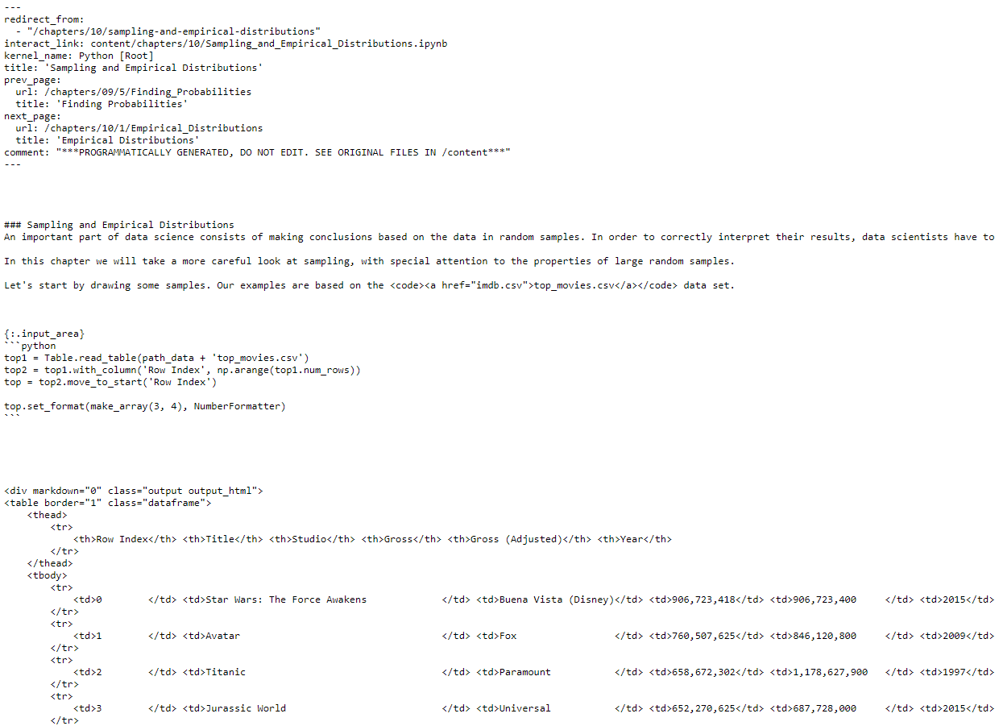 ---
redirect_from:
  - "/chapters/10/sampling-and-empirical-distributions"
interact_link: content/chapters/10/Sampling_and_Empirical_Distributions.ipynb
kernel_name: Python [Root]
title: 'Sampling and Empirical Distributions'
prev_page:
  url: /chapters/09/5/Finding_Probabilities
  title: 'Finding Probabilities'
next_page:
  url: /chapters/10/1/Empirical_Distributions
  title: 'Empirical Distributions'
comment: "***PROGRAMMATICALLY GENERATED, DO NOT EDIT. SEE ORIGINAL FILES IN /content***"
---
### Sampling and Empirical Distributions
An important part of data science consists of making conclusions based on the data in random samples. In order to correctly interpret their results, data scientists have to
In this chapter we will take a more careful look at sampling, with special attention to the properties of large random samples.
Let's start by drawing some samples. Our examples are based on the <code><a href="imdb.csv">top_movies.csv</a></code> data set.
{:.input_area}
```python
top1 = Table.read_table(path_data + 'top_movies.csv')
top2 = top1.with_column('Row Index', np.arange(top1.num_rows))
top = top2.move_to_start('Row Index')
top.set_format(make_array(3, 4), NumberFormatter)
```
<div markdown="0" class="output output_html">
<table border="1" class="dataframe">
    <thead>
        <tr>
            <th>Row Index</th> <th>Title</th> <th>Studio</th> <th>Gross</th> <th>Gross (Adjusted)</th> <th>Year</th>
        </tr>
    </thead>
    <tbody>
        <tr>
            <td>0        </td> <td>Star Wars: The Force Awakens             </td> <td>Buena Vista (Disney)</td> <td>906,723,418</td> <td>906,723,400     </td> <td>2015</td>
        </tr>
        <tr>
            <td>1        </td> <td>Avatar                                   </td> <td>Fox                 </td> <td>760,507,625</td> <td>846,120,800     </td> <td>2009</td>
        </tr>
        <tr>
            <td>2        </td> <td>Titanic                                  </td> <td>Paramount           </td> <td>658,672,302</td> <td>1,178,627,900   </td> <td>1997</td>
        </tr>
        <tr>
            <td>3        </td> <td>Jurassic World                           </td> <td>Universal           </td> <td>652,270,625</td> <td>687,728,000     </td> <td>2015</td>
        </tr>